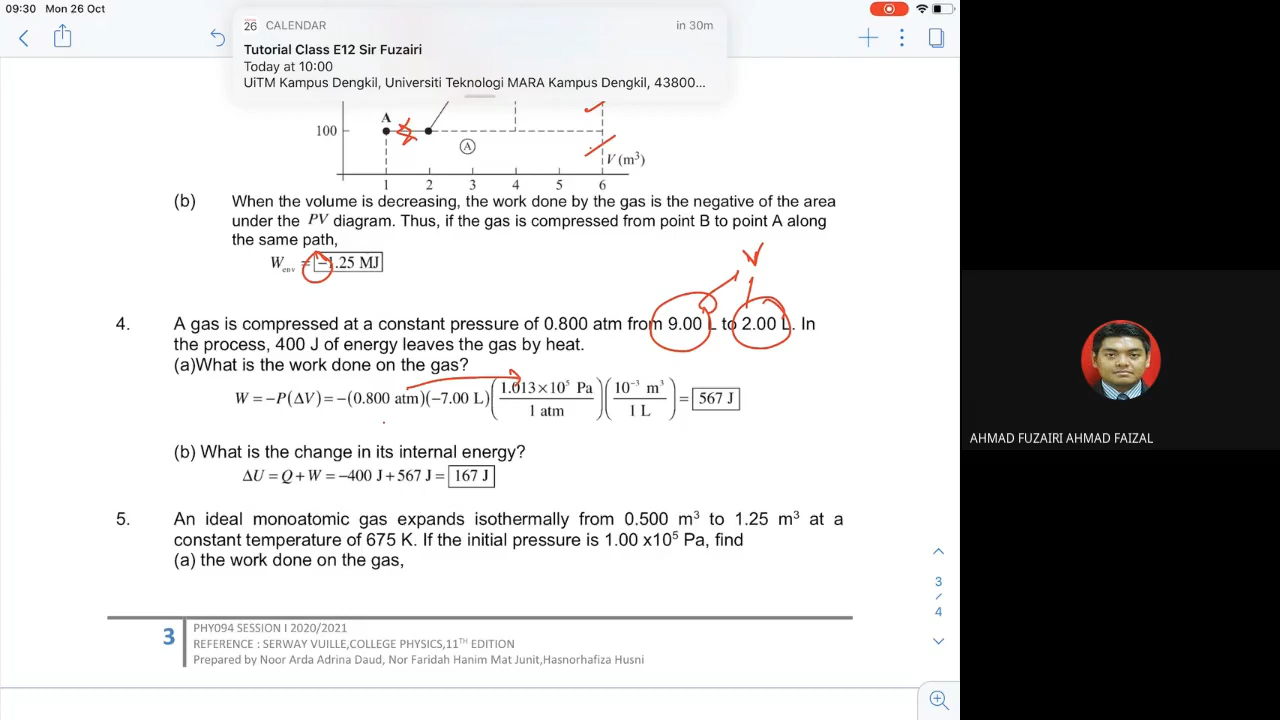 09:30 Mon 26 Oct
26 CALENDAR in 30m
Tutorial Class E12 Sir Fuzairi
Today at 10:00
UiTM Kampus Dengkil, Universiti Teknologi MARA Kampus Dengkil, 43800...
A
100
A
V (m³)
1 2 3 4 5 6
(b) When the volume is decreasing, the work done by the gas is the negative of the area
under the PV diagram. Thus, if the gas is compressed from point B to point A along
the same path,
W_env = −1.25 MJ
V
4. A gas is compressed at a constant pressure of 0.800 atm from 9.00 L to 2.00 L. In
the process, 400 J of energy leaves the gas by heat.
(a)What is the work done on the gas?
W = −P(ΔV) = −(0.800 atm)(−7.00 L)(1.013×10⁵ Pa / 1 atm)(10⁻³ m³ / 1 L) = 567 J
(b) What is the change in its internal energy?
ΔU = Q + W = −400 J + 567 J = 167 J
5. An ideal monoatomic gas expands isothermally from 0.500 m³ to 1.25 m³ at a
constant temperature of 675 K. If the initial pressure is 1.00 x10⁵ Pa, find
(a) the work done on the gas,
3
/
4
3 PHY094 SESSION I 2020/2021
REFERENCE : SERWAY VUILLE,COLLEGE PHYSICS,11TH EDITION
Prepared by Noor Arda Adrina Daud, Nor Faridah Hanim Mat Junit,Hasnorhafiza Husni
AHMAD FUZAIRI AHMAD FAIZAL